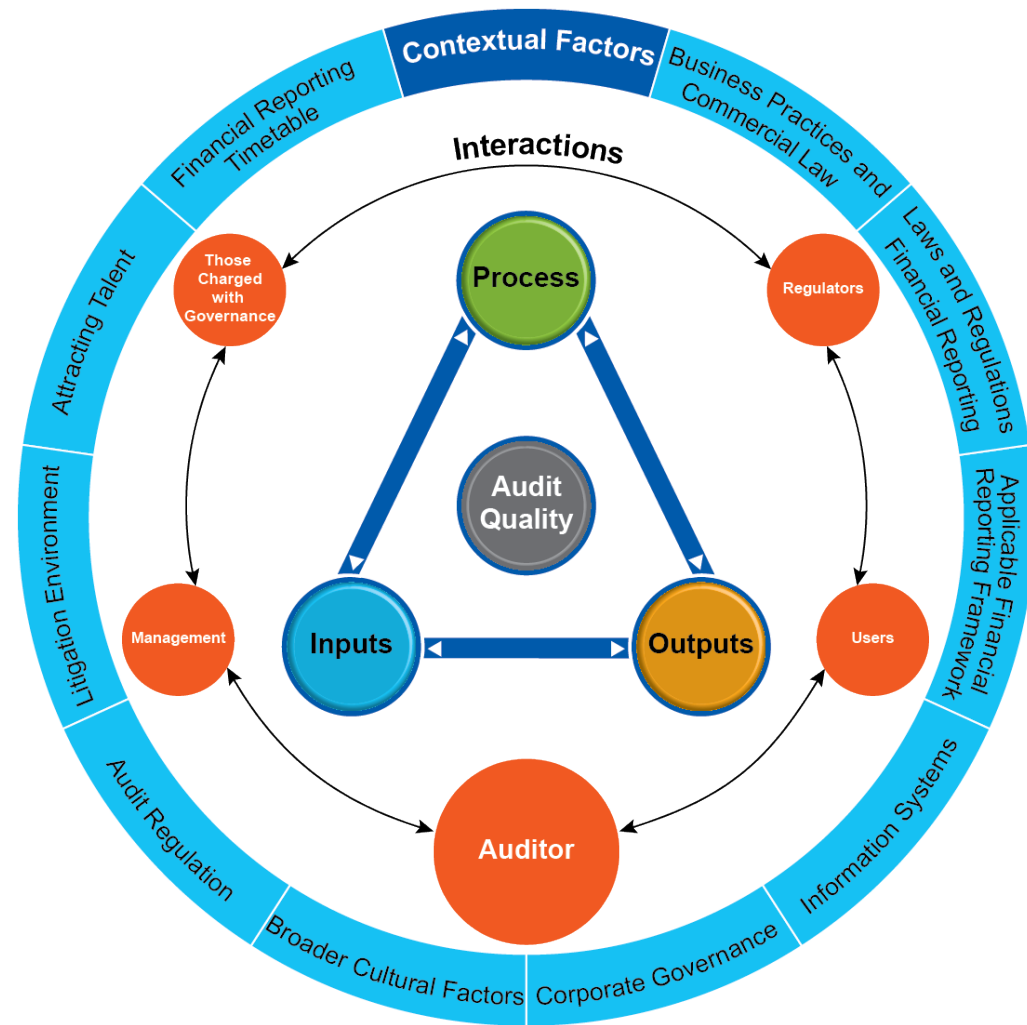 Contextual Factors
Business Practices and
Commercial Law
Laws and Regulations
Financial Reporting
Applicable Financial
Reporting Framework
Information Systems
Corporate Governance
Broader Cultural Factors
Audit Regulation
Litigation Environment
Attracting Talent
Financial Reporting
Timetable
Interactions
Those
Charged
with
Governance
Regulators
Process
Audit
Quality
Inputs
Outputs
Management
Users
Auditor